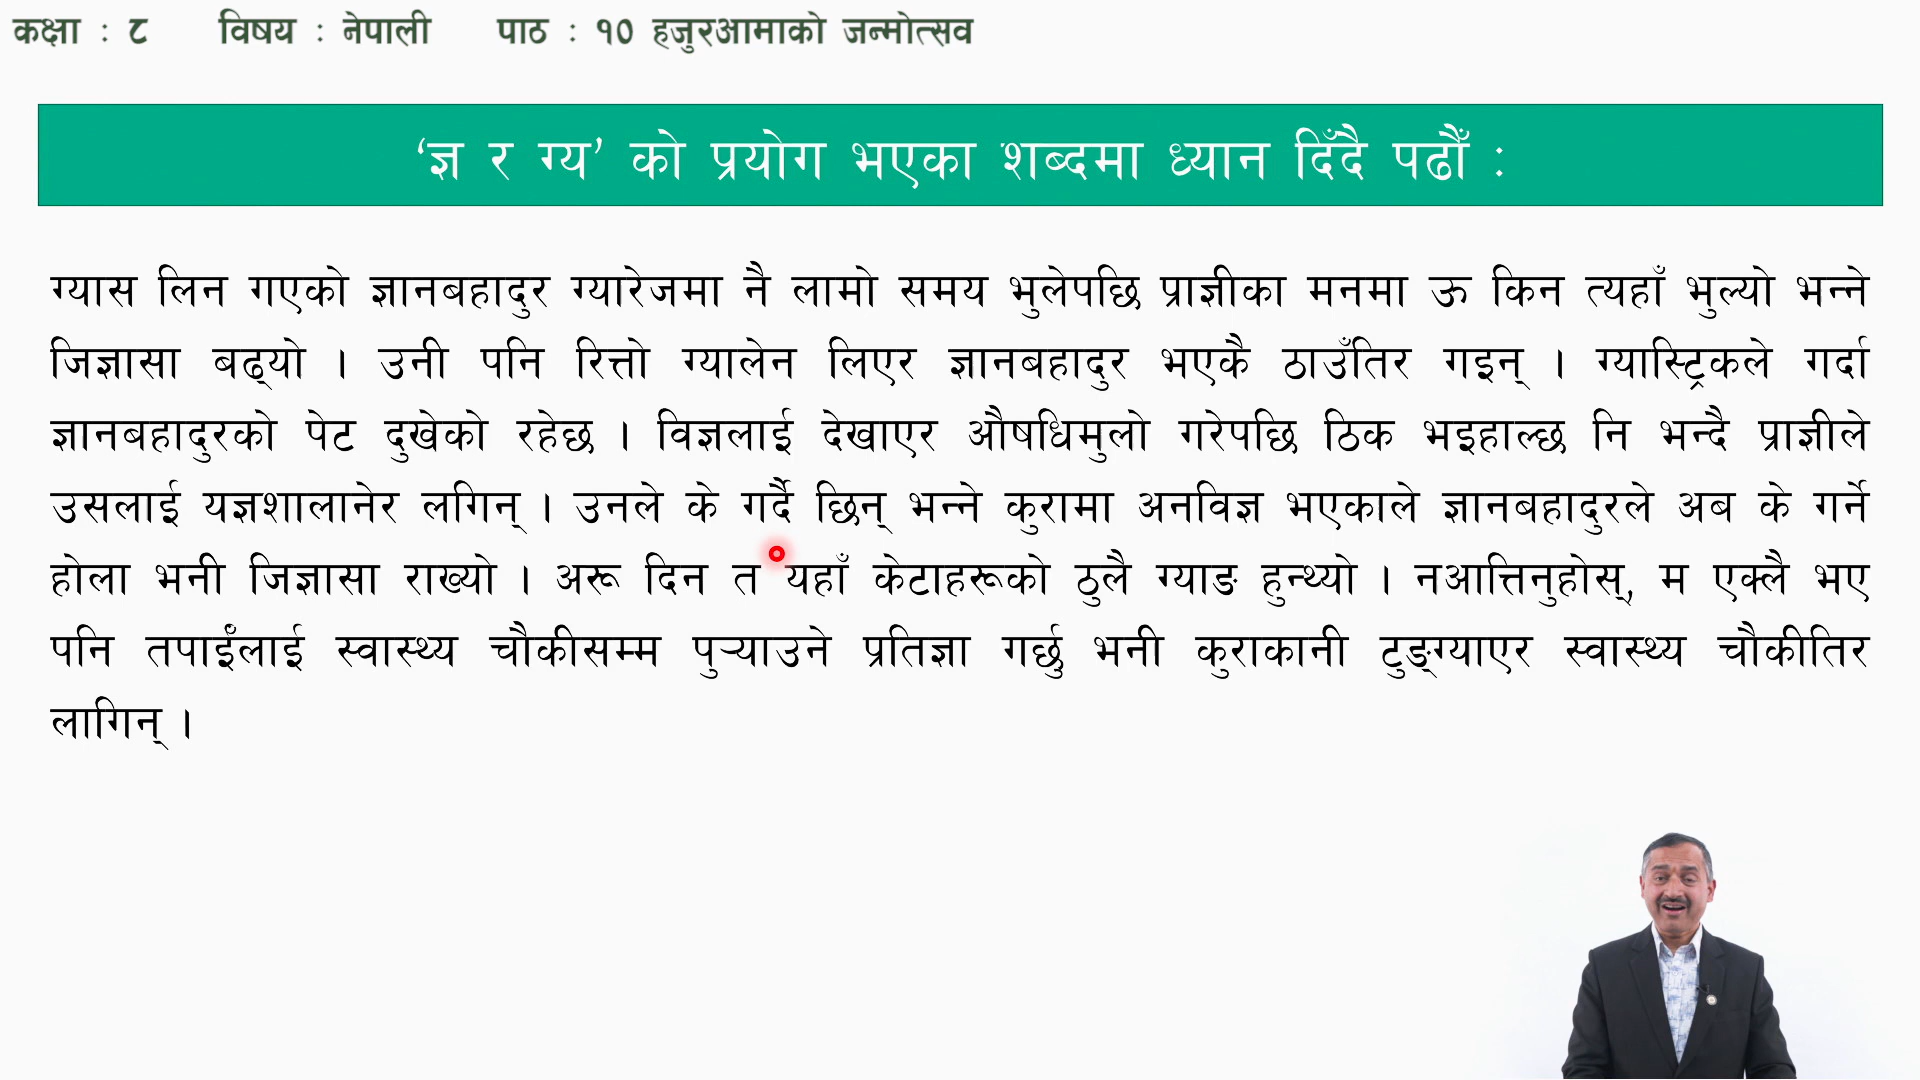 कक्षा : ८ विषय : नेपाली पाठ : १० हजुरआमाको जन्मोत्सव
‘ज्ञ र ग्य’ को प्रयोग भएका शब्दमा ध्यान दिँदै पढौँ :
ग्यास लिन गएको ज्ञानबहादुर ग्यारेजमा नै लामो समय भुलेपछि प्राज्ञीका मनमा ऊ किन त्यहाँ भुल्यो भन्ने
जिज्ञासा बढ्यो । उनी पनि रित्तो ग्यालेन लिएर ज्ञानबहादुर भएकै ठाउँतिर गइन् । ग्यास्ट्रिकले गर्दा
ज्ञानबहादुरको पेट दुखेको रहेछ । विज्ञलाई देखाएर औषधिमुलो गरेपछि ठिक भइहाल्छ नि भन्दै प्राज्ञीले
उसलाई यज्ञशालानेर लगिन् । उनले के गर्दै छिन् भन्ने कुरामा अनविज्ञ भएकाले ज्ञानबहादुरले अब के गर्ने
होला भनी जिज्ञासा राख्यो । अरू दिन त यहाँ केटाहरूको ठुलै ग्याङ हुन्थ्यो । नआत्तिनुहोस्, म एक्लै भए
पनि तपाईंलाई स्वास्थ्य चौकीसम्म पुऱ्याउने प्रतिज्ञा गर्छु भनी कुराकानी टुङ्ग्याएर स्वास्थ्य चौकीतिर
लागिन् ।